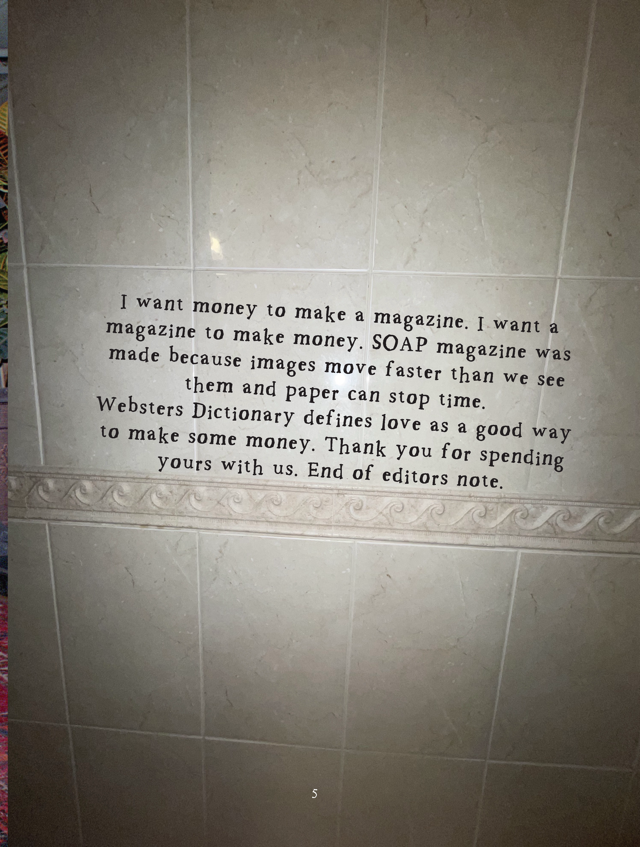 I want money to make a magazine. I want a
magazine to make money. SOAP magazine was
made because images move faster than we see
them and paper can stop time.
Websters Dictionary defines love as a good way
to make some money. Thank you for spending
yours with us. End of editors note.
5